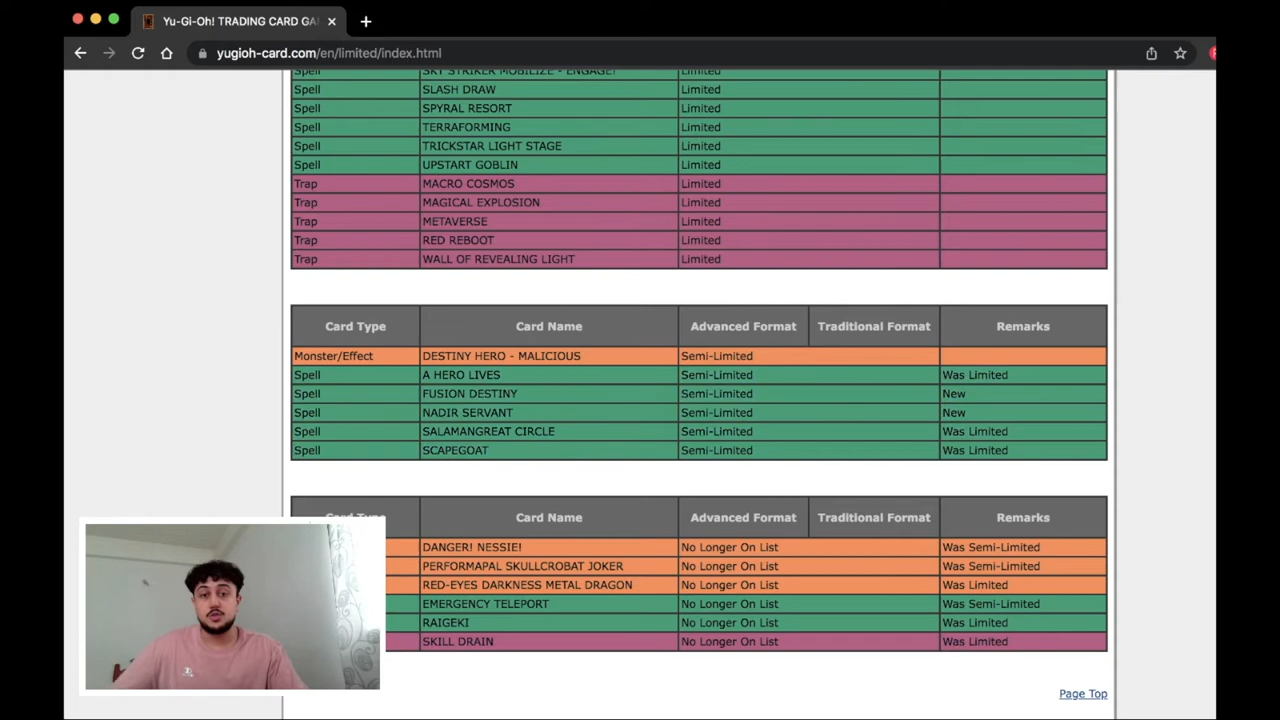 Yu-Gi-Oh! TRADING CARD GA
yugioh-card.com/en/limited/index.html
Spell SKY STRIKER MOBILIZE - ENGAGE! Limited
Spell SLASH DRAW Limited
Spell SPYRAL RESORT Limited
Spell TERRAFORMING Limited
Spell TRICKSTAR LIGHT STAGE Limited
Spell UPSTART GOBLIN Limited
Trap MACRO COSMOS Limited
Trap MAGICAL EXPLOSION Limited
Trap METAVERSE Limited
Trap RED REBOOT Limited
Trap WALL OF REVEALING LIGHT Limited
Card Type Card Name Advanced Format Traditional Format Remarks
Monster/Effect DESTINY HERO - MALICIOUS Semi-Limited
Spell A HERO LIVES Semi-Limited Was Limited
Spell FUSION DESTINY Semi-Limited New
Spell NADIR SERVANT Semi-Limited New
Spell SALAMANGREAT CIRCLE Semi-Limited Was Limited
Spell SCAPEGOAT Semi-Limited Was Limited
Card Name Advanced Format Traditional Format Remarks
DANGER! NESSIE! No Longer On List Was Semi-Limited
PERFORMAPAL SKULLCROBAT JOKER No Longer On List Was Semi-Limited
RED-EYES DARKNESS METAL DRAGON No Longer On List Was Limited
EMERGENCY TELEPORT No Longer On List Was Semi-Limited
RAIGEKI No Longer On List Was Limited
SKILL DRAIN No Longer On List Was Limited
Page Top